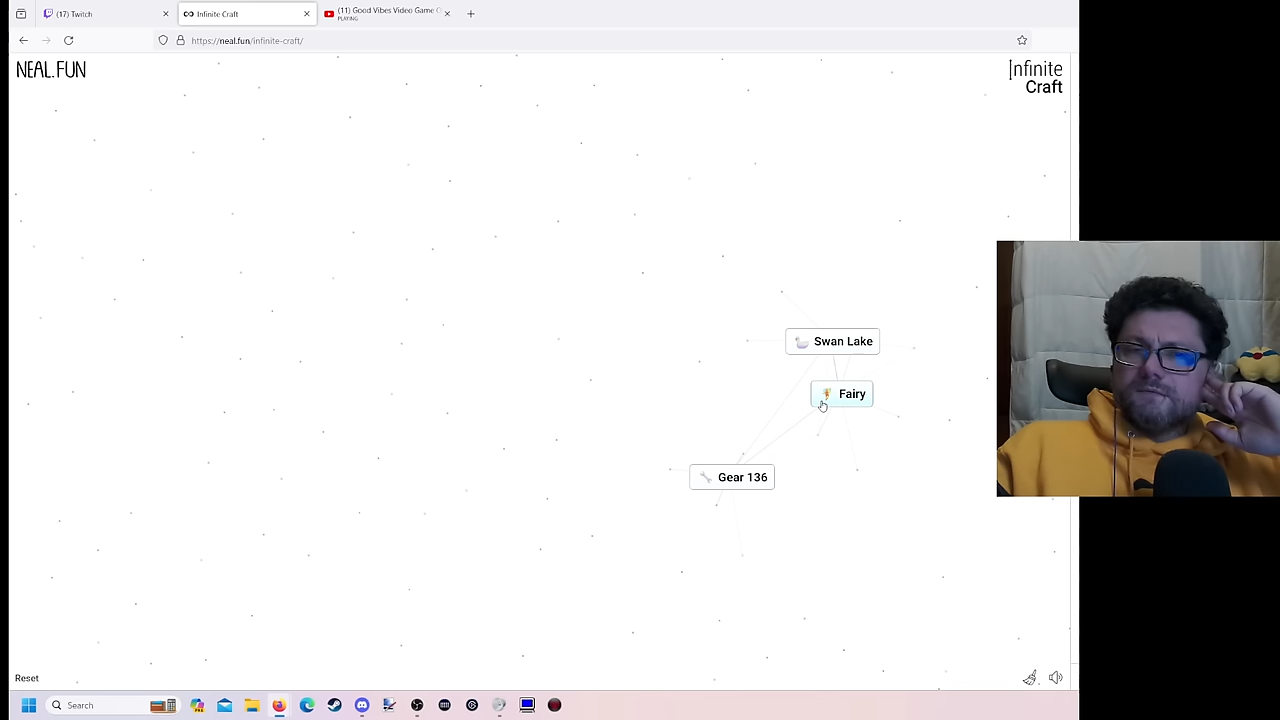 (17) Twitch
Infinite Craft
(11) Good Vibes Video Game
PLAYING
https://neal.fun/infinite-craft/
NEAL.FUN
Infinite
Craft
Swan Lake
Fairy
Gear 136
Reset
Search